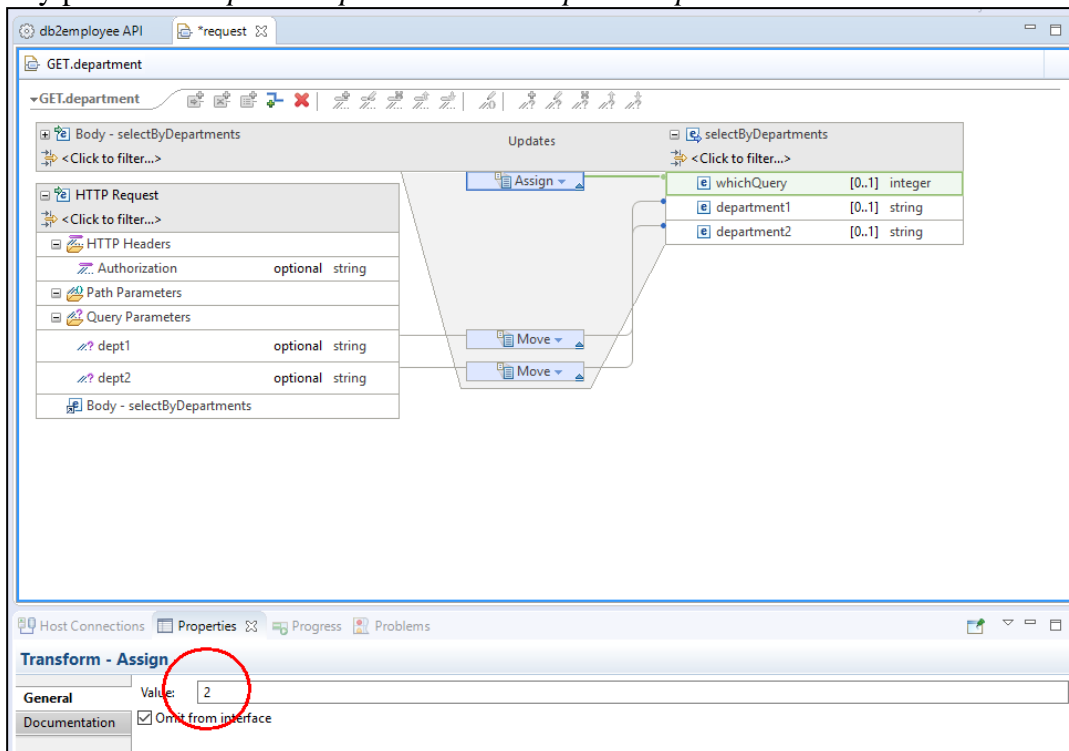 db2employee API *request
GET.department
GET.department
Body - selectByDepartments
<Click to filter...>
Updates
selectByDepartments
<Click to filter...>
Assign
whichQuery [0..1] integer
department1 [0..1] string
department2 [0..1] string
HTTP Request
<Click to filter...>
HTTP Headers
Authorization optional string
Path Parameters
Query Parameters
dept1 optional string
Move
dept2 optional string
Move
Body - selectByDepartments
Host Connections Properties Progress Problems
Transform - Assign
General
Value: 2
Documentation
Omit from interface